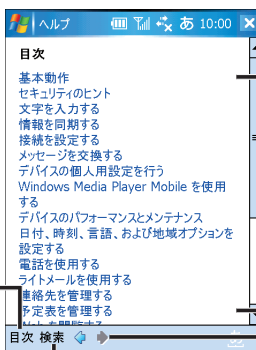 ヘルプ あ 10:00
目次
基本動作
セキュリティのヒント
文字を入力する
情報を同期する
接続を設定する
メッセージを交換する
デバイスの個人用設定を行う
Windows Media Player Mobile を使用
する
デバイスのパフォーマンスとメンテナンス
日付、時刻、言語、および地域オプションを
設定する
電話を使用する
ライトメールを使用する
連絡先を管理する
予定表を管理する
目次 検索 あ